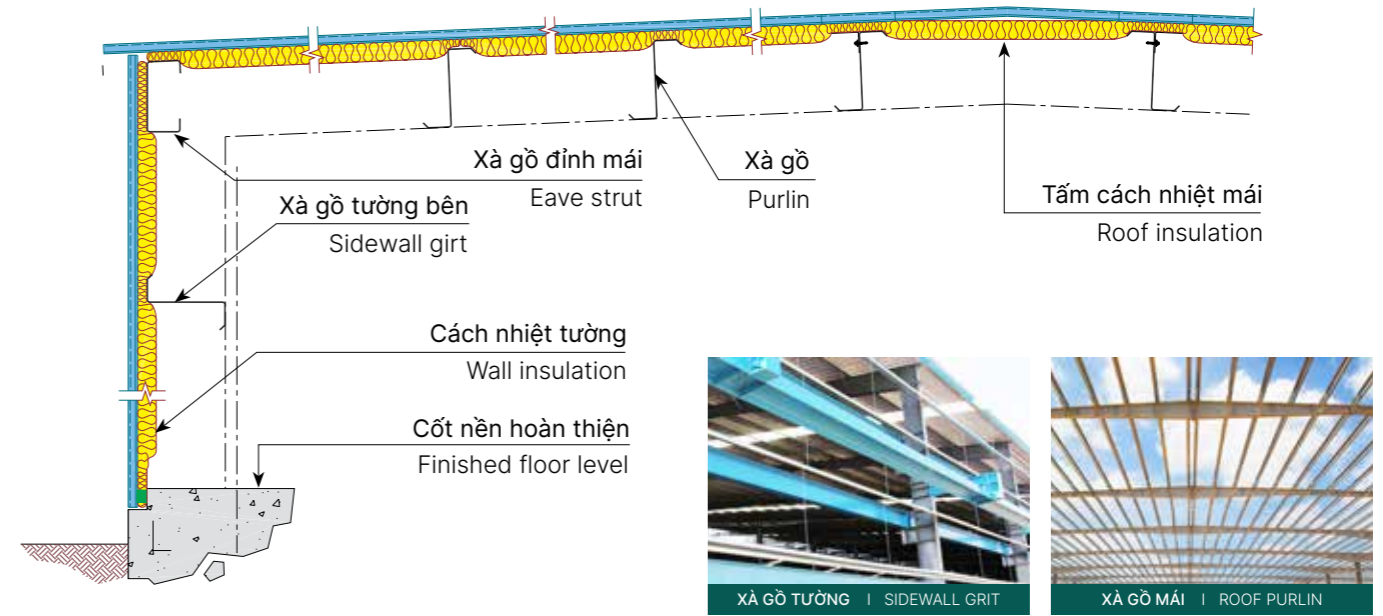 Xà gồ đỉnh mái
Eave strut
Xà gồ
Purlin
Tấm cách nhiệt mái
Roof insulation
Xà gồ tường bên
Sidewall girt
Cách nhiệt tường
Wall insulation
Cốt nền hoàn thiện
Finished floor level
XÀ GỒ TƯỜNG | SIDEWALL GRIT
XÀ GỒ MÁI | ROOF PURLIN